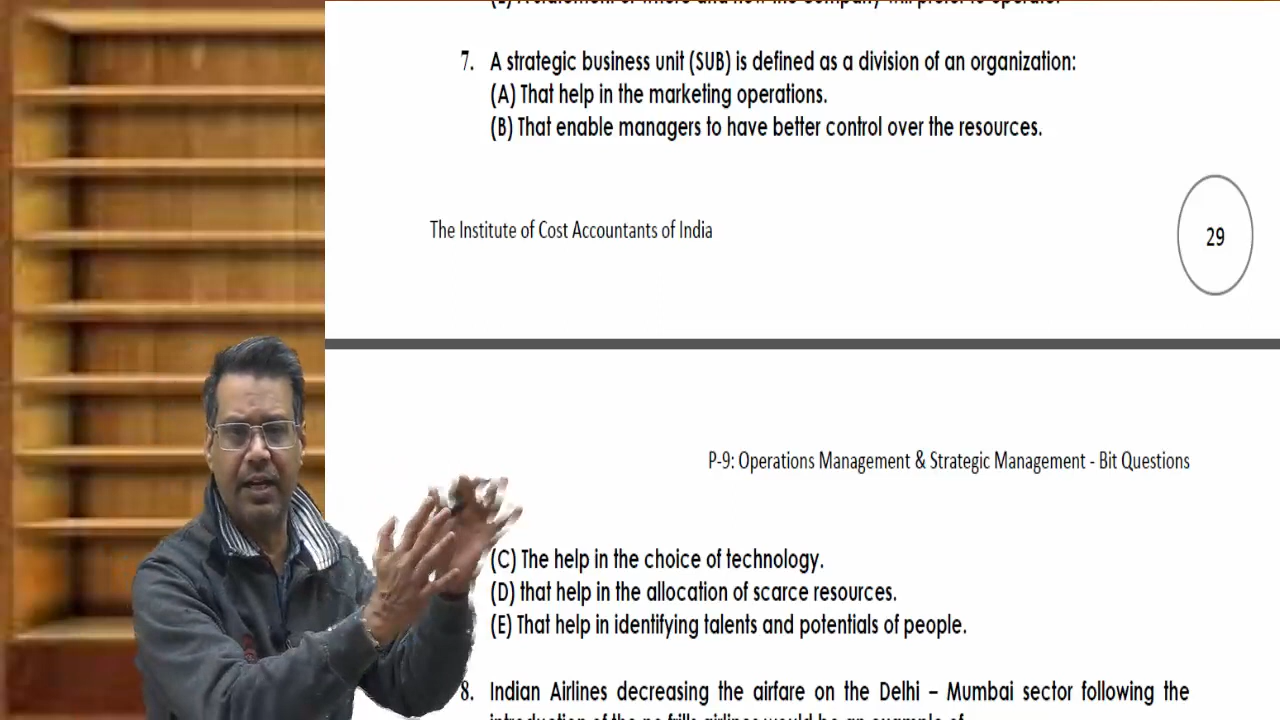 7. A strategic business unit (SUB) is defined as a division of an organization:
(A) That help in the marketing operations.
(B) That enable managers to have better control over the resources.
The Institute of Cost Accountants of India
29
P-9: Operations Management & Strategic Management - Bit Questions
(C) The help in the choice of technology.
(D) that help in the allocation of scarce resources.
(E) That help in identifying talents and potentials of people.
8. Indian Airlines decreasing the airfare on the Delhi – Mumbai sector following the